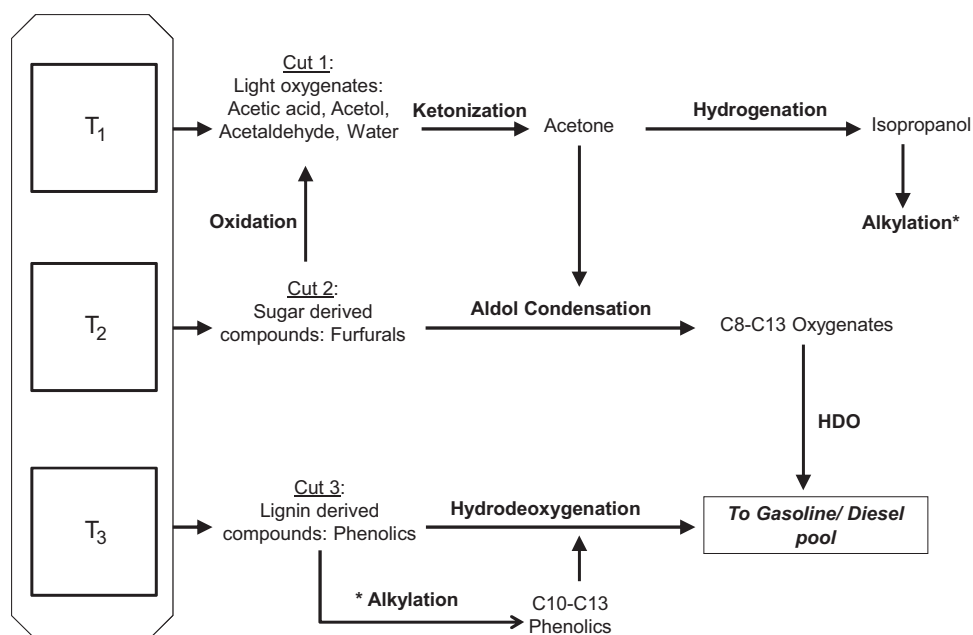 T1
Cut 1:
Light oxygenates:
Acetic acid, Acetol,
Acetaldehyde, Water
Ketonization
Acetone
Hydrogenation
Isopropanol
Alkylation*
Oxidation
T2
Cut 2:
Sugar derived
compounds: Furfurals
Aldol Condensation
C8-C13 Oxygenates
HDO
T3
Cut 3:
Lignin derived
compounds: Phenolics
Hydrodeoxygenation
To Gasoline/ Diesel
pool
* Alkylation
C10-C13
Phenolics